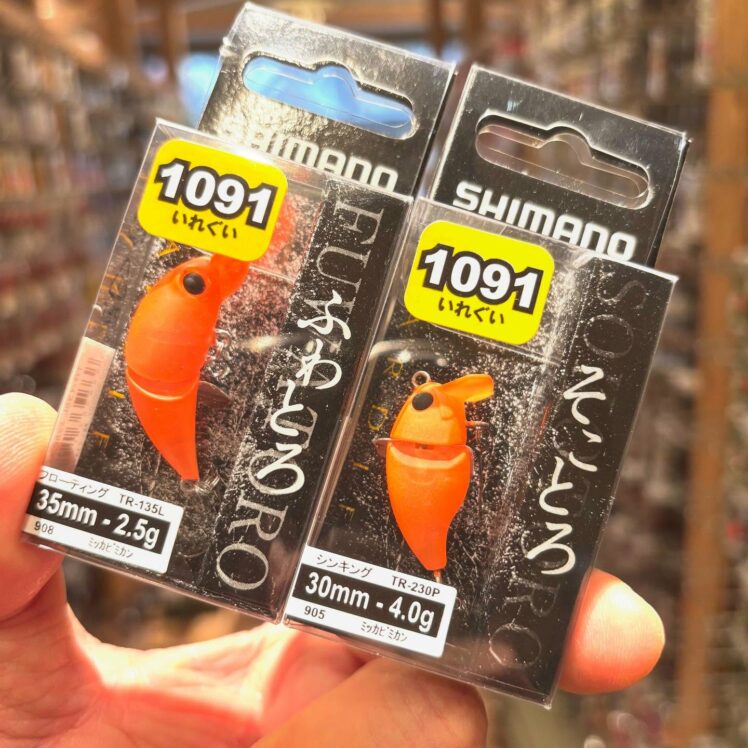 SHIMANO
1091
いれぐい
ふわとろ
フローティング TR-135L
35mm - 2.5g
908 ミッカビミカン
SHIMANO
1091
いれぐい
そことろ
シンキング TR-230P
30mm - 4.0g
905 ミッカビミカン